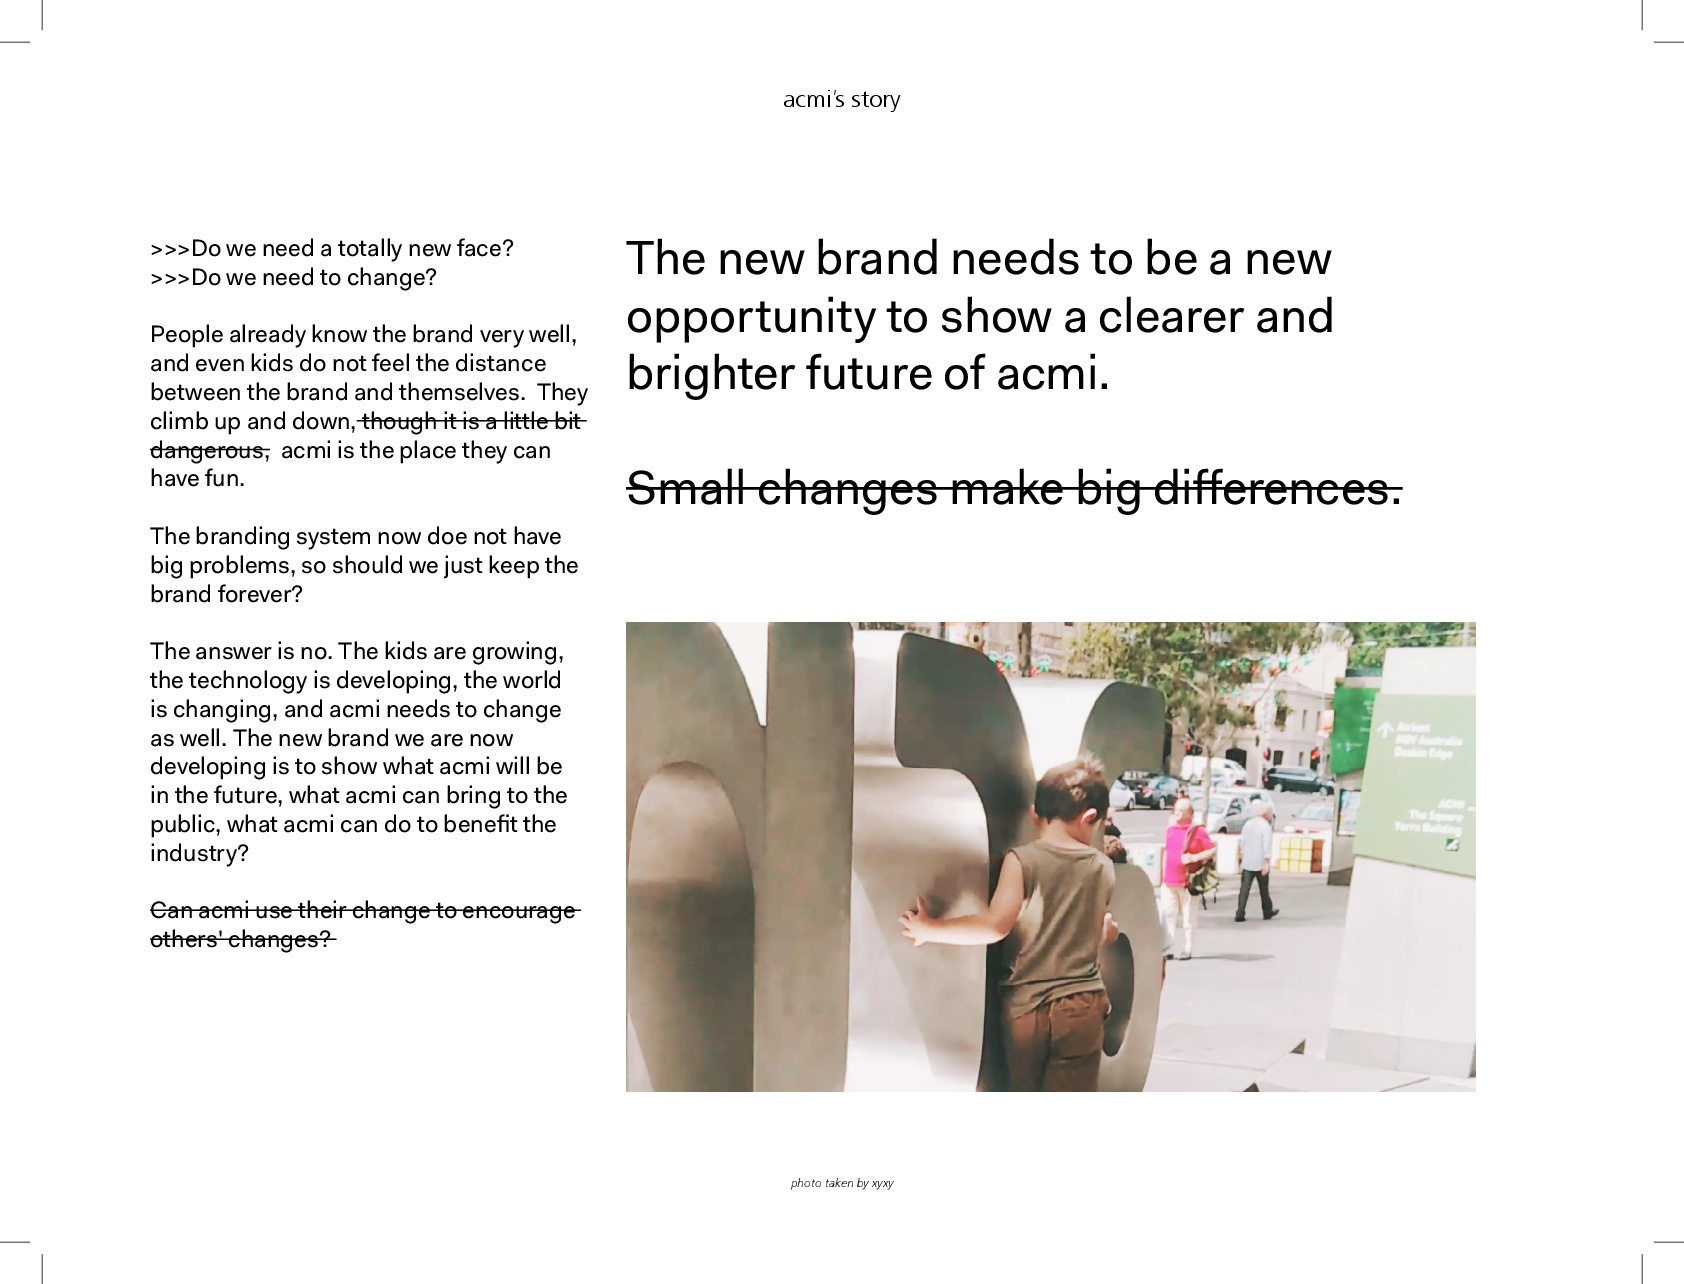 acmi's story
>>>Do we need a totally new face?
>>>Do we need to change?
People already know the brand very well,
and even kids do not feel the distance
between the brand and themselves.  They
climb up and down, though it is a little bit
dangerous,  acmi is the place they can
have fun.
The branding system now doe not have
big problems, so should we just keep the
brand forever?
The answer is no. The kids are growing,
the technology is developing, the world
is changing, and acmi needs to change
as well. The new brand we are now
developing is to show what acmi will be
in the future, what acmi can bring to the
public, what acmi can do to benefit the
industry?
Can acmi use their change to encourage
others' changes?
The new brand needs to be a new
opportunity to show a clearer and
brighter future of acmi.
Small changes make big differences.
Atrium
NGV Australia
Deakin Edge
ACMI
The Square
Yarra Building
photo taken by xyxy